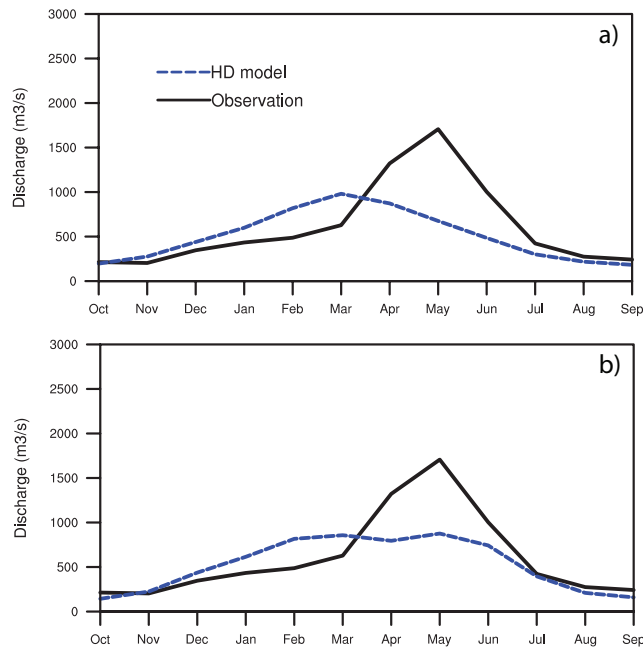 3000
a)
2500
HD model
2000
Observation
1500
1000
500
0
Discharge (m3/s)
Oct Nov Dec Jan Feb Mar Apr May Jun Jul Aug Sep
3000
b)
2500
2000
1500
1000
500
0
Discharge (m3/s)
Oct Nov Dec Jan Feb Mar Apr May Jun Jul Aug Sep